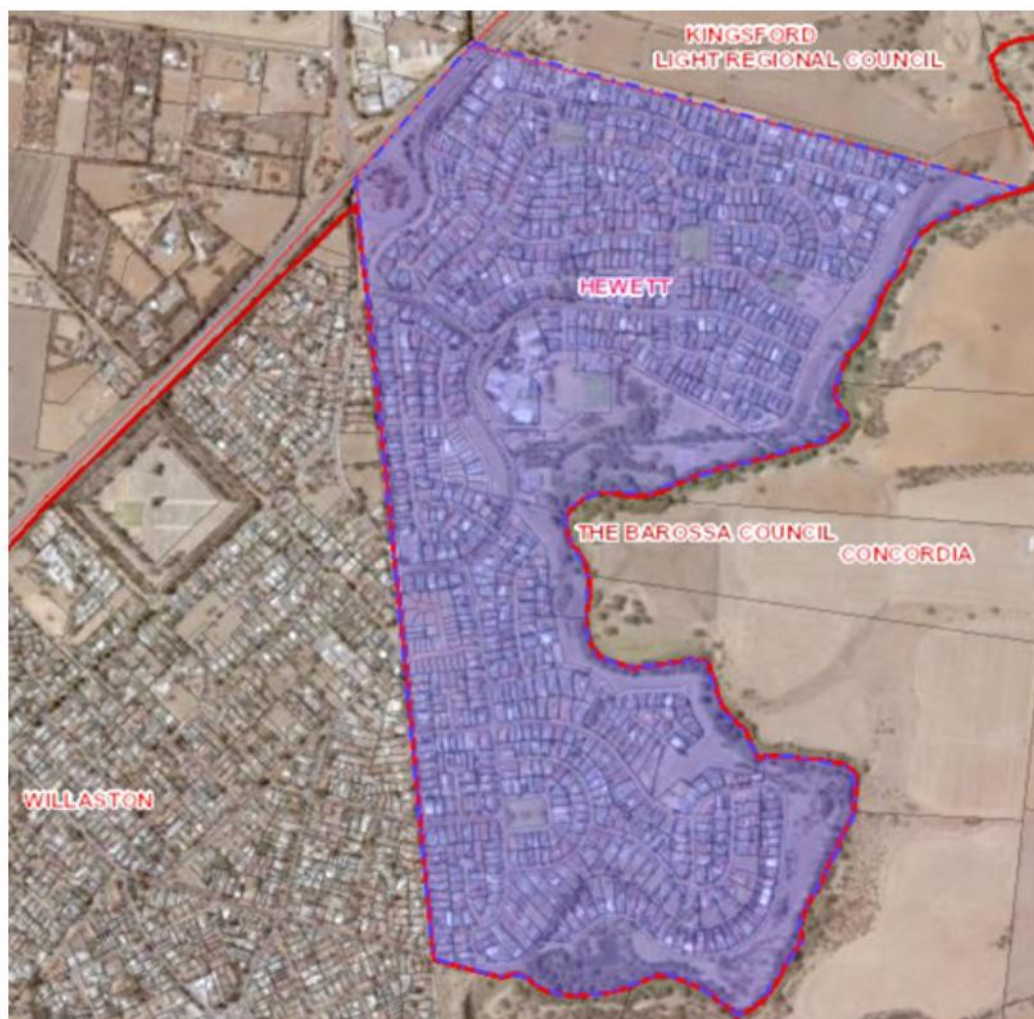 KINGSFORD
LIGHT REGIONAL COUNCIL
HEWETT
THE BAROSSA COUNCIL
CONCORDIA
WILLASTON